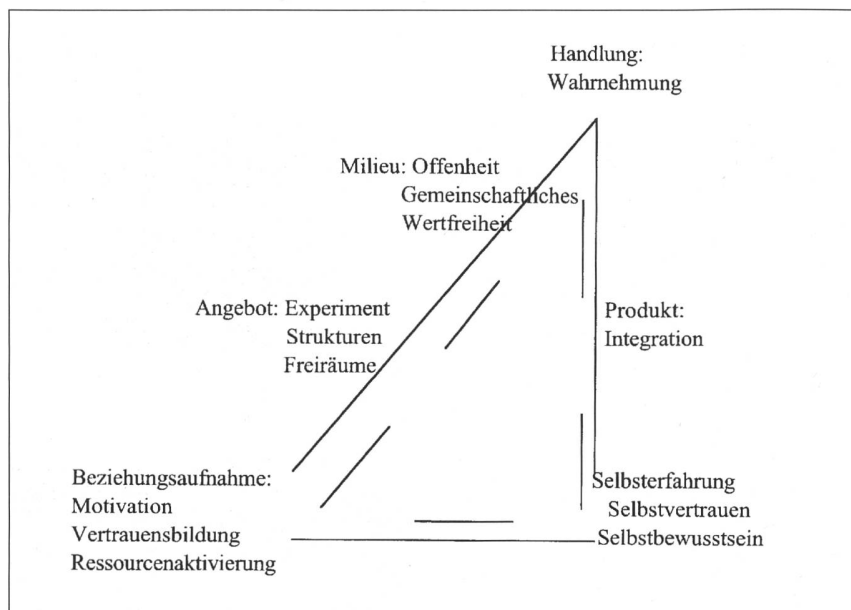 Handlung:
Wahrnehmung
Milieu: Offenheit
Gemeinschaftliches
Wertfreiheit
Angebot: Experiment
Strukturen
Freiräume
Produkt:
Integration
Beziehungsaufnahme:
Motivation
Vertrauensbildung
Ressourcenaktivierung
Selbsterfahrung
Selbstvertrauen
Selbstbewusstsein